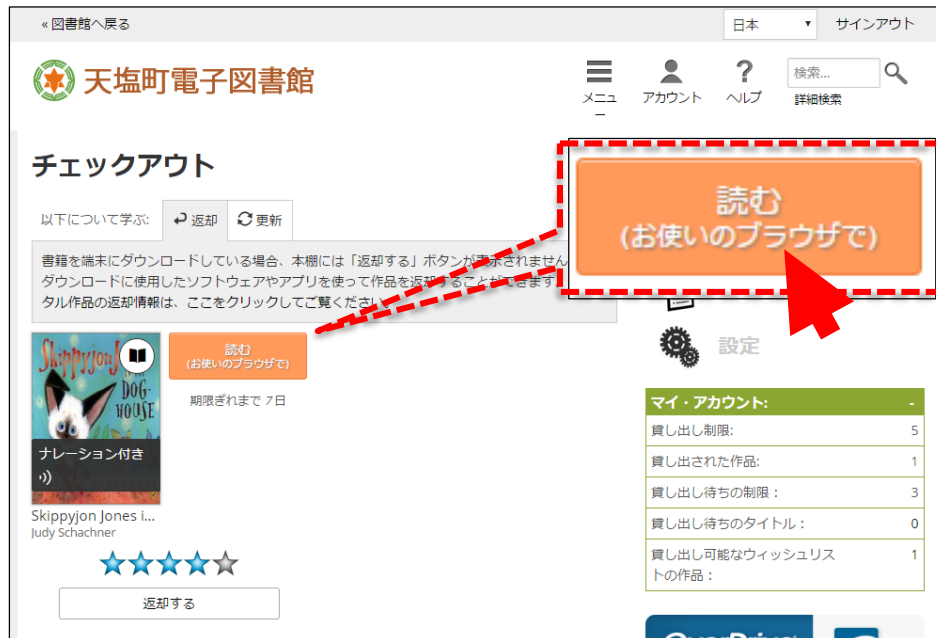 « 図書館へ戻る
日本
サインアウト
天塩町電子図書館
メニュ
ー
アカウント
?
ヘルプ
検索...
詳細検索
チェックアウト
読む
(お使いのブラウザで)
以下について学ぶ:
返却
更新
書籍を端末にダウンロードしている場合、本棚には「返却する」ボタンが表示されません
ダウンロードに使用したソフトウェアやアプリを使って作品を返却することができます
タル作品の返却情報は、ここをクリックしてご覧ください。
設定
Skippyjon
DOG-
HOUSE
ナレーション付き
読む
(お使いのブラウザで)
期限ぎれまで 7日
Skippyjon Jones i...
Judy Schachner
返却する
マイ・アカウント: -
貸し出し制限: 5
貸し出された作品: 1
貸し出し待ちの制限： 3
貸し出し待ちのタイトル： 0
貸し出し可能なウィッシュリス 1
トの作品：
OverDrive